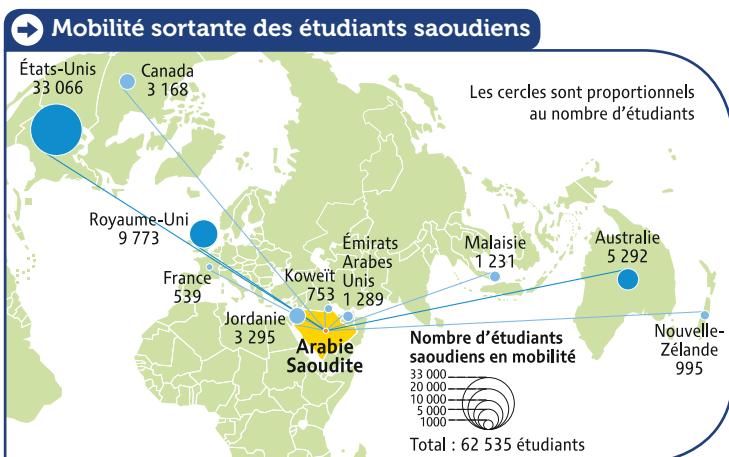 Mobilité sortante des étudiants saoudiens
États-Unis
33 066
Canada
3 168
Les cercles sont proportionnels
au nombre d'étudiants
Royaume-Uni
9 773
France
539
Jordanie
3 295
Koweït
753
Émirats
Arabes
Unis
1 289
Malaisie
1 231
Australie
5 292
Nouvelle-
Zélande
995
Arabie
Saoudite
Nombre d'étudiants
saoudiens en mobilité
33 000
20 000
10 000
5 000
1000
Total : 62 535 étudiants